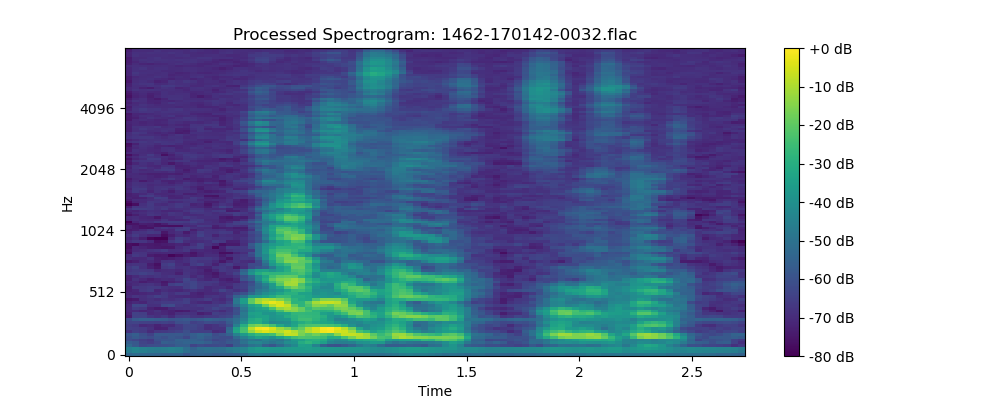 Processed Spectrogram: 1462-170142-0032.flac
Hz
4096
2048
1024
512
0
0
0.5
1
1.5
2
2.5
Time
+0 dB
-10 dB
-20 dB
-30 dB
-40 dB
-50 dB
-60 dB
-70 dB
-80 dB